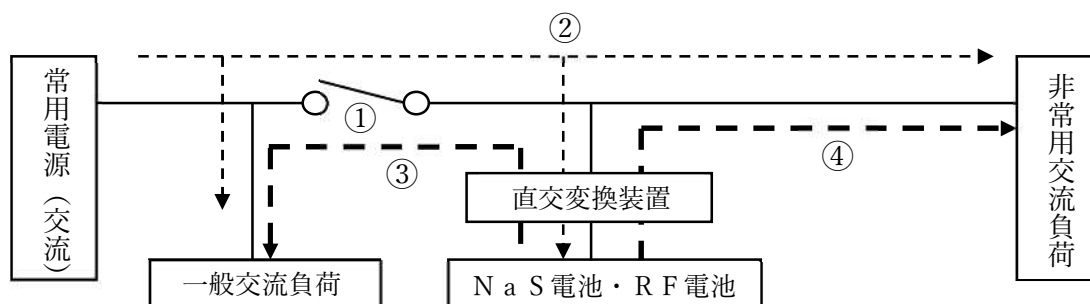 ②
常用電源（交流）
非常用交流負荷
①
③
④
直交変換装置
一般交流負荷
ＮａＳ電池・ＲＦ電池